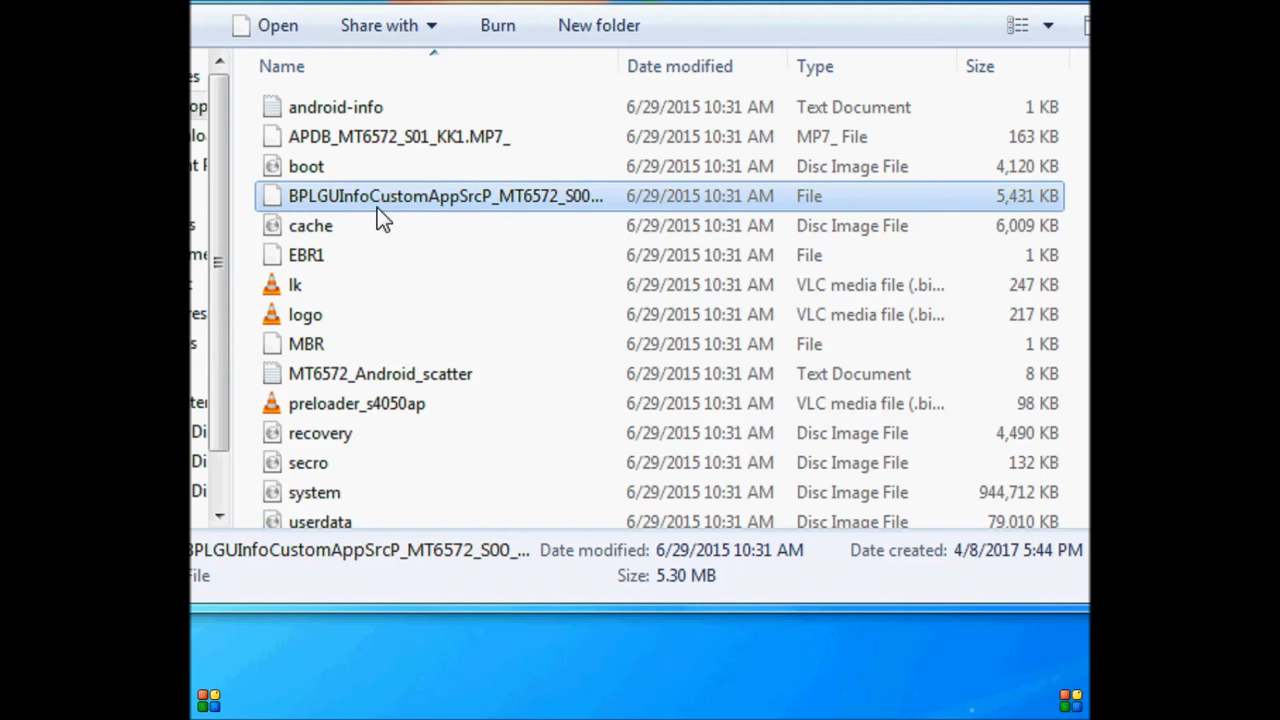 Open Share with Burn New folder
Name Date modified Type Size
android-info 6/29/2015 10:31 AM Text Document 1 KB
APDB_MT6572_S01_KK1.MP7_ 6/29/2015 10:31 AM MP7_ File 163 KB
boot 6/29/2015 10:31 AM Disc Image File 4,120 KB
BPLGUInfoCustomAppSrcP_MT6572_S00... 6/29/2015 10:31 AM File 5,431 KB
cache 6/29/2015 10:31 AM Disc Image File 6,009 KB
EBR1 6/29/2015 10:31 AM File 1 KB
lk 6/29/2015 10:31 AM VLC media file (.bi... 247 KB
logo 6/29/2015 10:31 AM VLC media file (.bi... 217 KB
MBR 6/29/2015 10:31 AM File 1 KB
MT6572_Android_scatter 6/29/2015 10:31 AM Text Document 8 KB
preloader_s4050ap 6/29/2015 10:31 AM VLC media file (.bi... 98 KB
recovery 6/29/2015 10:31 AM Disc Image File 4,490 KB
secro 6/29/2015 10:31 AM Disc Image File 132 KB
system 6/29/2015 10:31 AM Disc Image File 944,712 KB
userdata 6/29/2015 10:31 AM Disc Image File 79,010 KB
BPLGUInfoCustomAppSrcP_MT6572_S00_... Date modified: 6/29/2015 10:31 AM Date created: 4/8/2017 5:44 PM
File Size: 5.30 MB